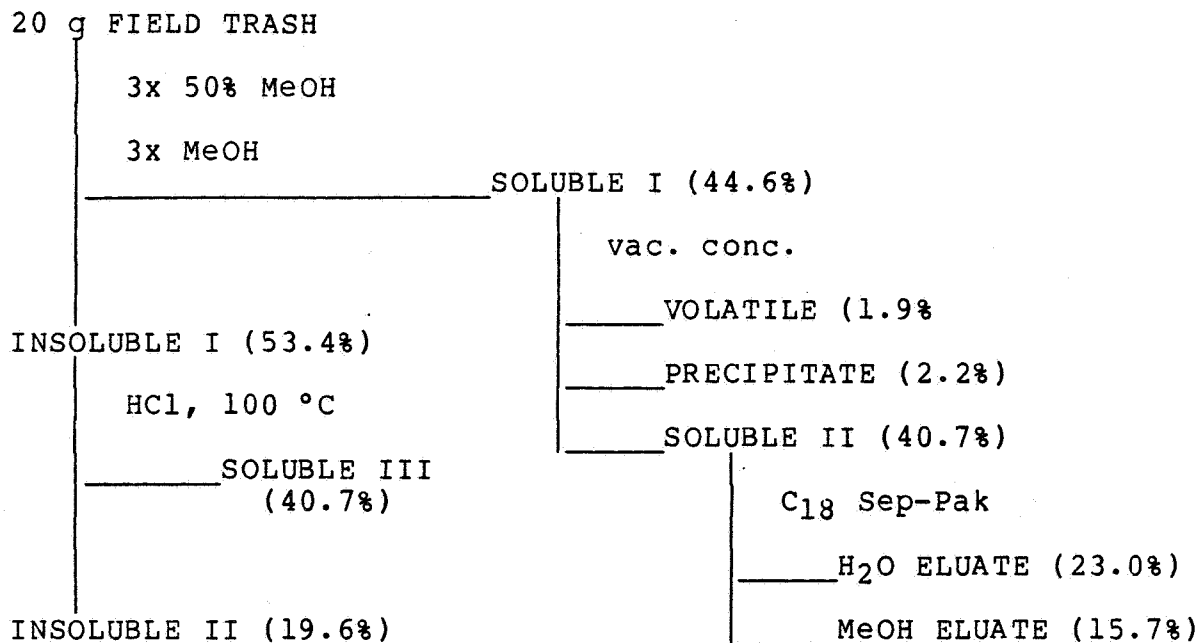 20 g FIELD TRASH
3x 50% MeOH
3x MeOH
SOLUBLE I (44.6%)
vac. conc.
VOLATILE (1.9%
INSOLUBLE I (53.4%)
PRECIPITATE (2.2%)
HCl, 100 °C
SOLUBLE II (40.7%)
SOLUBLE III
(40.7%)
C18 Sep-Pak
H2O ELUATE (23.0%)
INSOLUBLE II (19.6%)
MeOH ELUATE (15.7%)